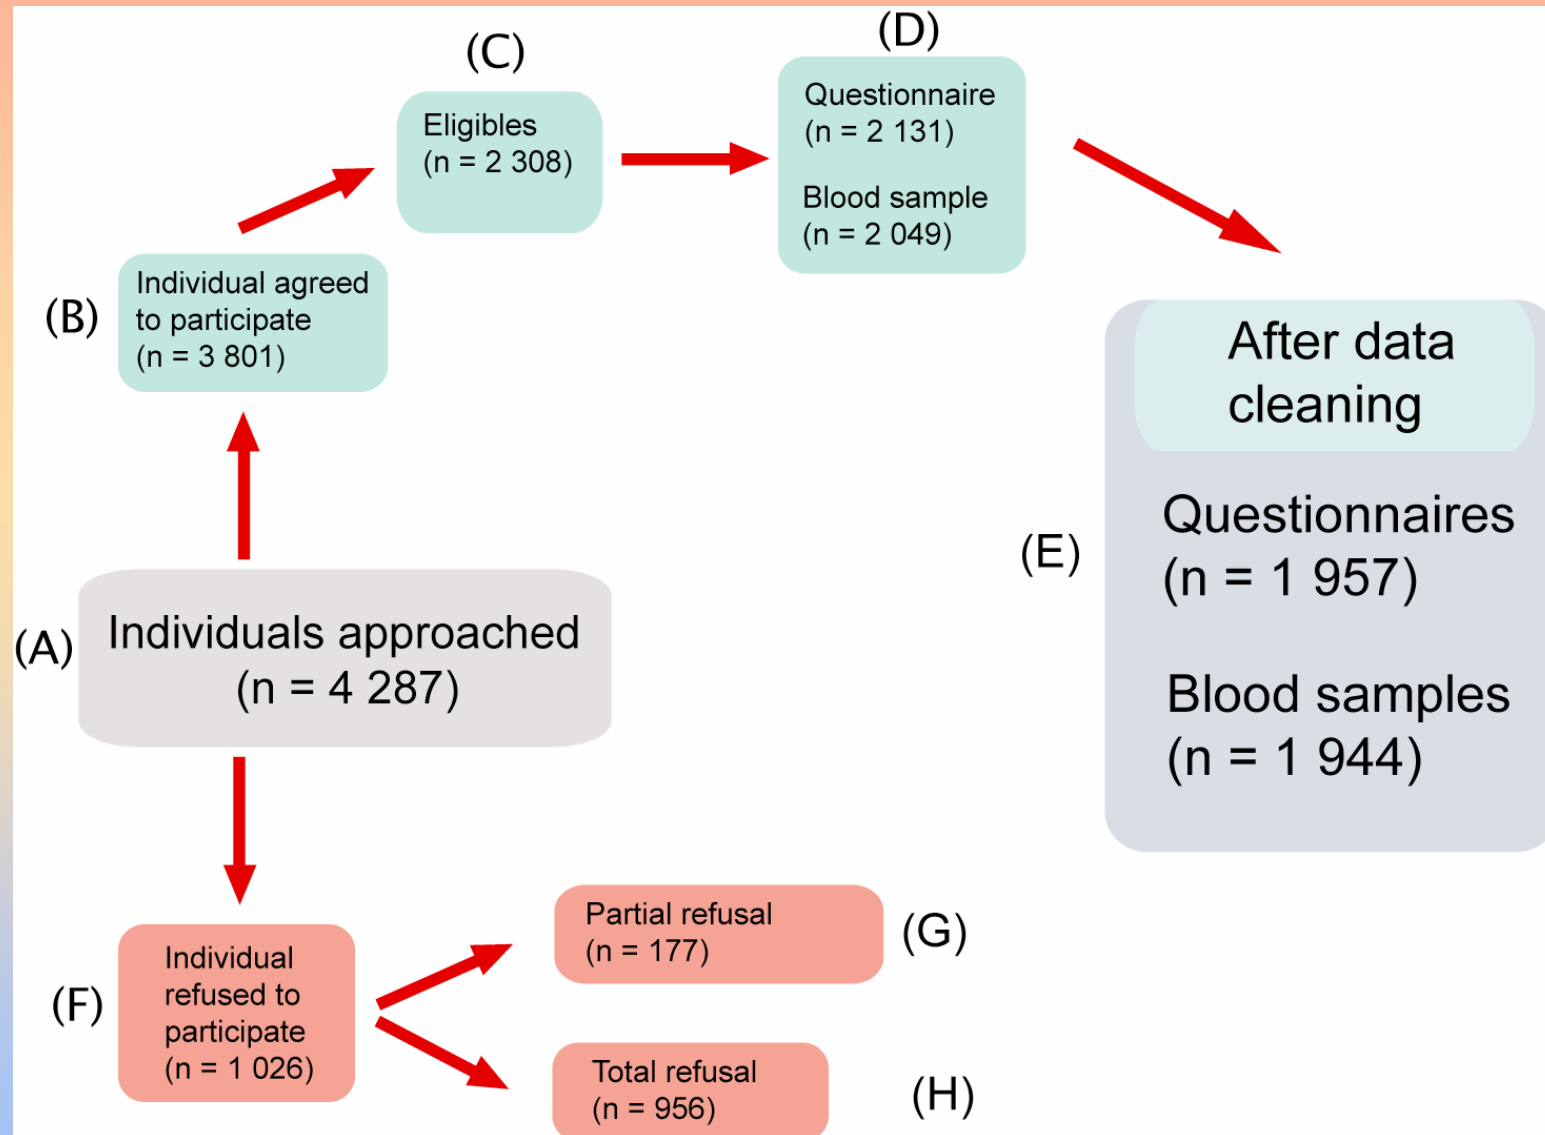 (A)
Individuals approached
(n = 4 287)
(B)
Individual agreed
to participate
(n = 3 801)
(C)
Eligibles
(n = 2 308)
(D)
Questionnaire
(n = 2 131)
Blood sample
(n = 2 049)
(E)
After data
cleaning
Questionnaires
(n = 1 957)
Blood samples
(n = 1 944)
(F)
Individual
refused to
participate
(n = 1 026)
(G)
Partial refusal
(n = 177)
(H)
Total refusal
(n = 956)